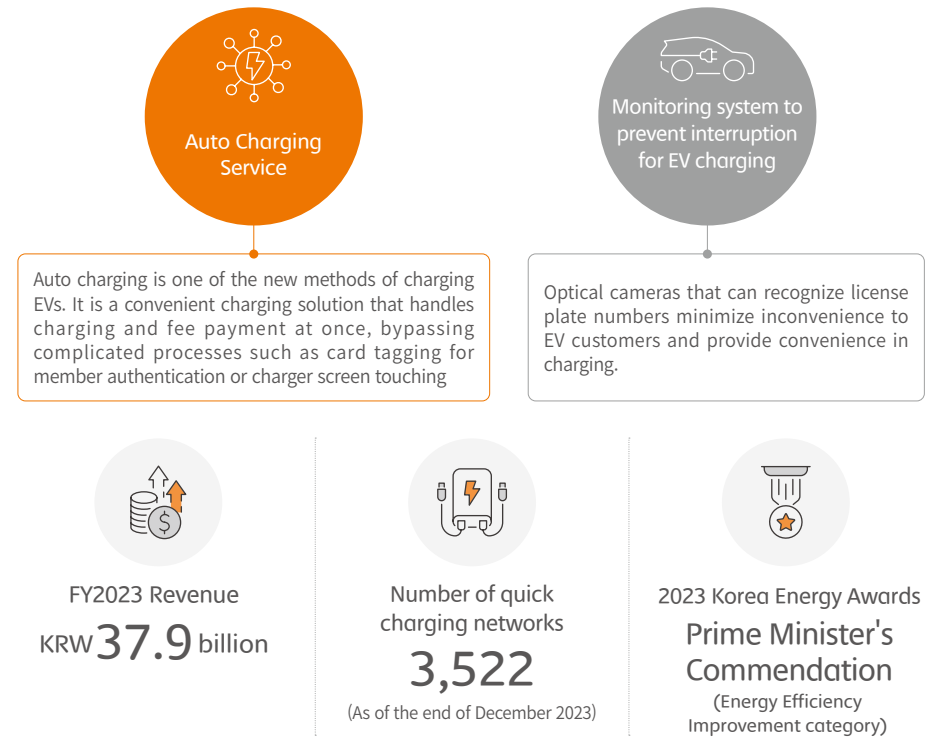 Auto Charging
Service
Monitoring system to
prevent interruption
for EV charging
Auto charging is one of the new methods of charging
EVs. It is a convenient charging solution that handles
charging and fee payment at once, bypassing
complicated processes such as card tagging for
member authentication or charger screen touching
Optical cameras that can recognize license
plate numbers minimize inconvenience to
EV customers and provide convenience in
charging.
$
FY2023 Revenue
KRW 37.9 billion
Number of quick
charging networks
3,522
(As of the end of December 2023)
2023 Korea Energy Awards
Prime Minister's
Commendation
(Energy Efficiency
Improvement category)